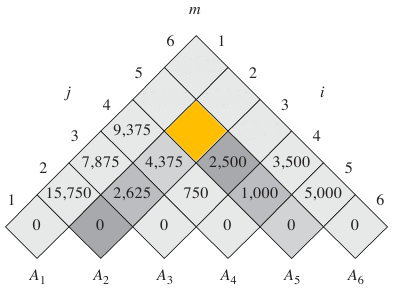 m
6 1
5 2
j 4 3 i
3 9,375 4
2 7,875 4,375 2,500 3,500 5
1 15,750 2,625 750 1,000 5,000 6
0 0 0 0 0 0
A1 A2 A3 A4 A5 A6